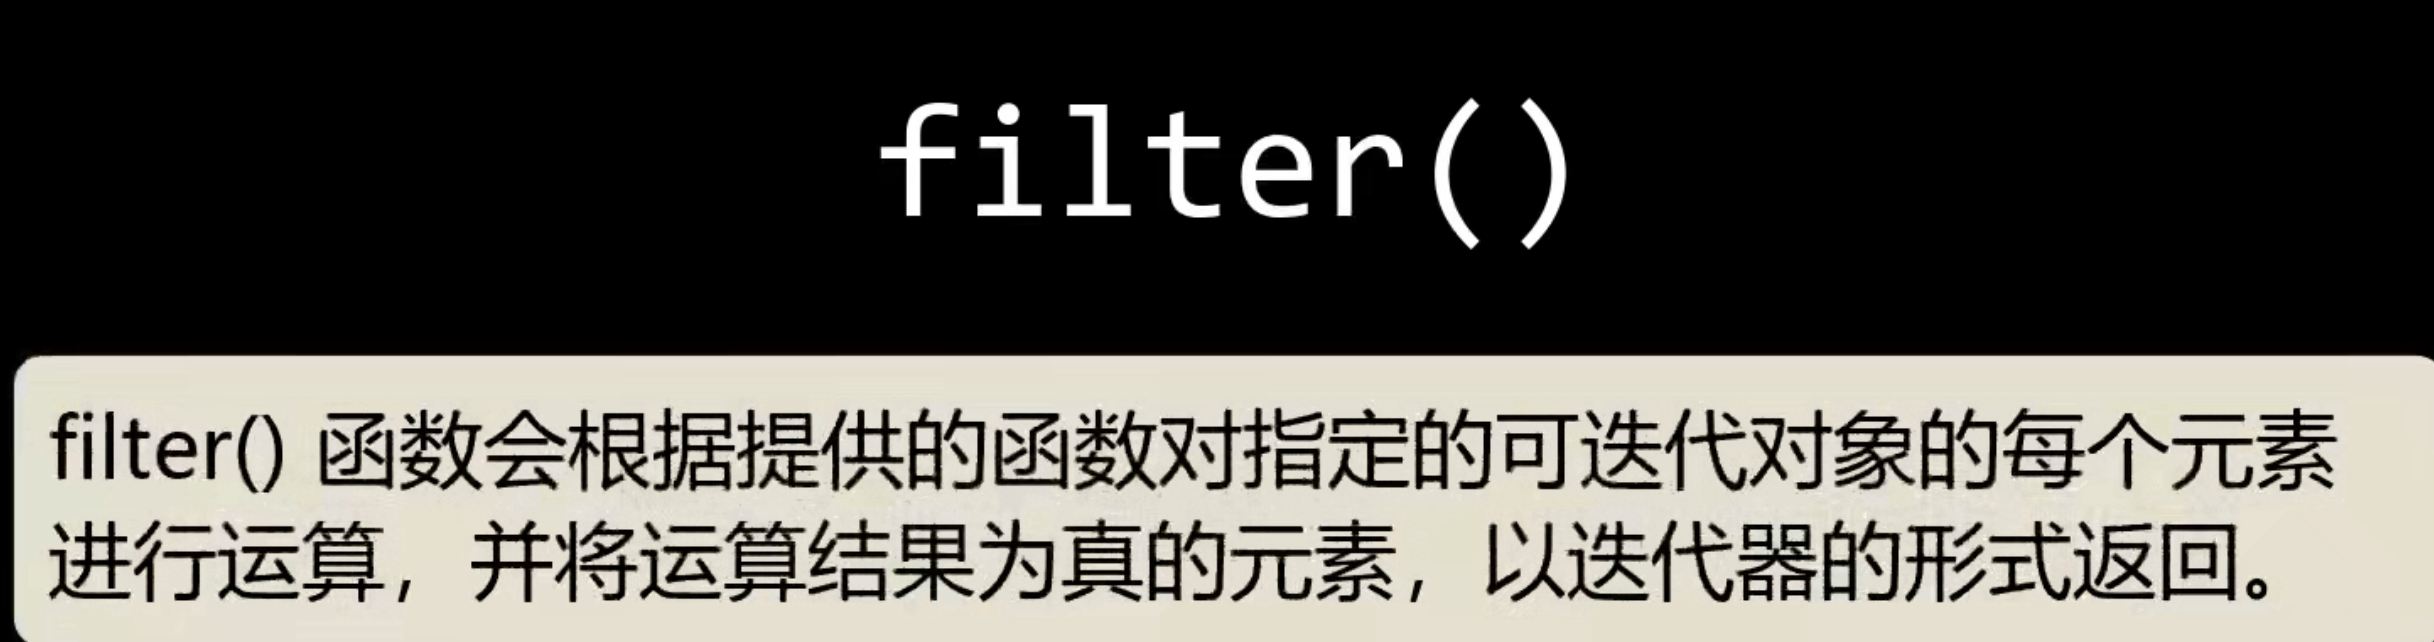 filter()
filter() 函数会根据提供的函数对指定的可迭代对象的每个元素
进行运算，并将运算结果为真的元素，以迭代器的形式返回。